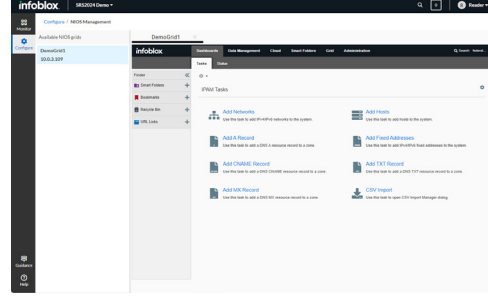 infoblox SRS2024 Demo Reader
Monitor
Configure / NIOS Management
Configure
Available NIOS grids
DemoGrid1
10.0.3.109
DemoGrid1
infoblox Dashboards Data Management Cloud Smart Folders Grid Administration Search
Tasks Status
Finder
Smart Folders
Bookmarks
Recycle Bin
URL Links
IPAM Tasks
Add Networks
Use this task to add IPv4/IPv6 networks to the system.
Add Hosts
Use this task to add hosts to the system.
Add A Record
Use this task to add a DNS A resource record to a zone.
Add Fixed Addresses
Use this task to add IPv4/IPv6 fixed addresses to the system.
Add CNAME Record
Use this task to add a DNS CNAME resource record to a zone.
Add TXT Record
Use this task to add a DNS TXT resource record to a zone.
Add MX Record
Use this task to add a DNS MX resource record to a zone.
CSV Import
Use this task to open CSV Import Manager dialog.
Guidance
Help